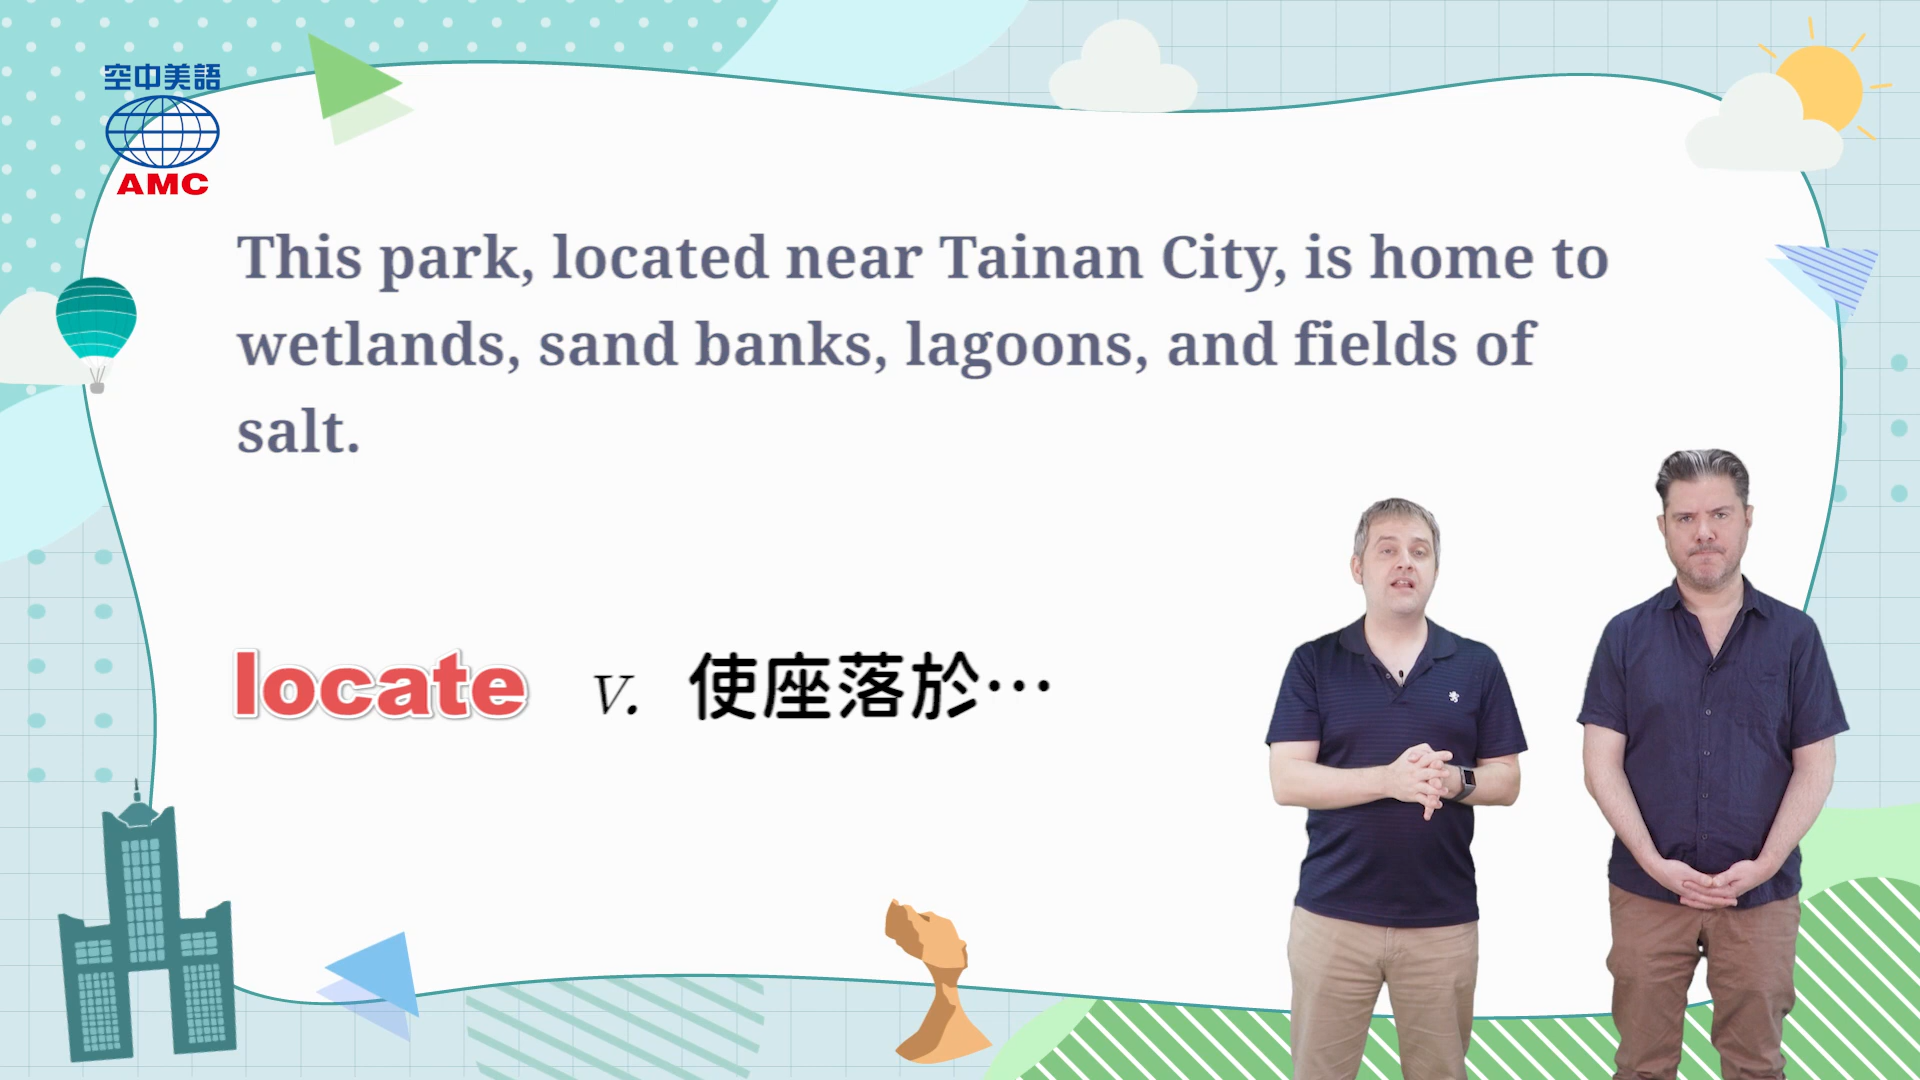 空中美語
AMC
This park, located near Tainan City, is home to
wetlands, sand banks, lagoons, and fields of
salt.
locate v. 使座落於…